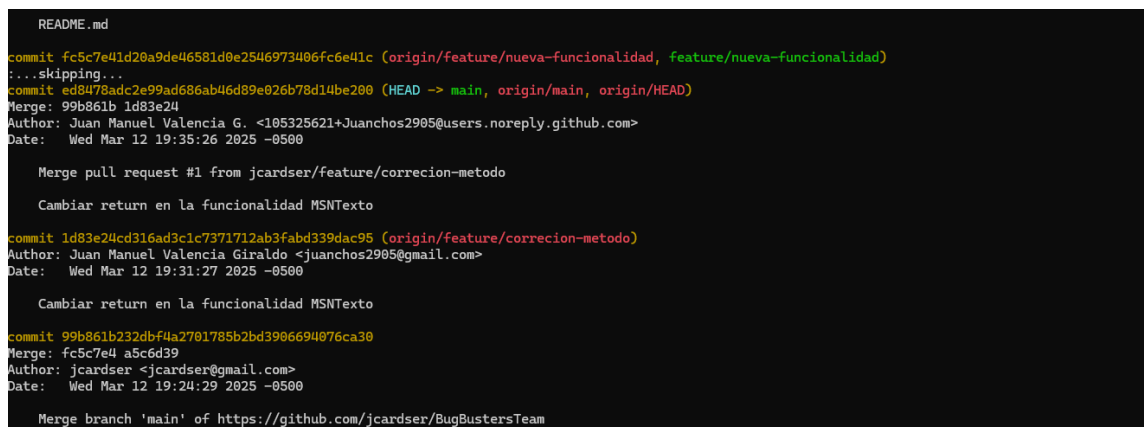 README.md
commit fc5c7e41d20a9de46581d0e2546973406fc6e41c (origin/feature/nueva-funcionalidad, feature/nueva-funcionalidad)
:...skipping...
commit ed8478adc2e99ad686ab46d89e026b78d14be200 (HEAD -> main, origin/main, origin/HEAD)
Merge: 99b861b 1d83e24
Author: Juan Manuel Valencia G. <105325621+Juanchos2905@users.noreply.github.com>
Date:   Wed Mar 12 19:35:26 2025 -0500
Merge pull request #1 from jcardser/feature/correcion-metodo
Cambiar return en la funcionalidad MSNTexto
commit 1d83e24cd316ad3c1c7371712ab3fabd339dac95 (origin/feature/correcion-metodo)
Author: Juan Manuel Valencia Giraldo <juanchos2905@gmail.com>
Date:   Wed Mar 12 19:31:27 2025 -0500
Cambiar return en la funcionalidad MSNTexto
commit 99b861b232dbf4a2701785b2bd3906694076ca30
Merge: fc5c7e4 a5c6d39
Author: jcardser <jcardser@gmail.com>
Date:   Wed Mar 12 19:24:29 2025 -0500
Merge branch 'main' of https://github.com/jcardser/BugBustersTeam